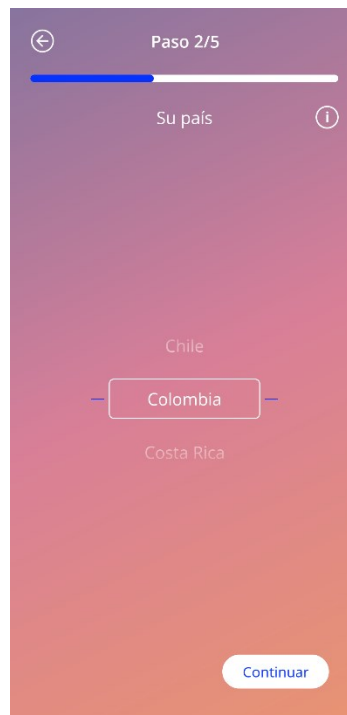 Paso 2/5
Su país
Chile
Colombia
Costa Rica
Continuar